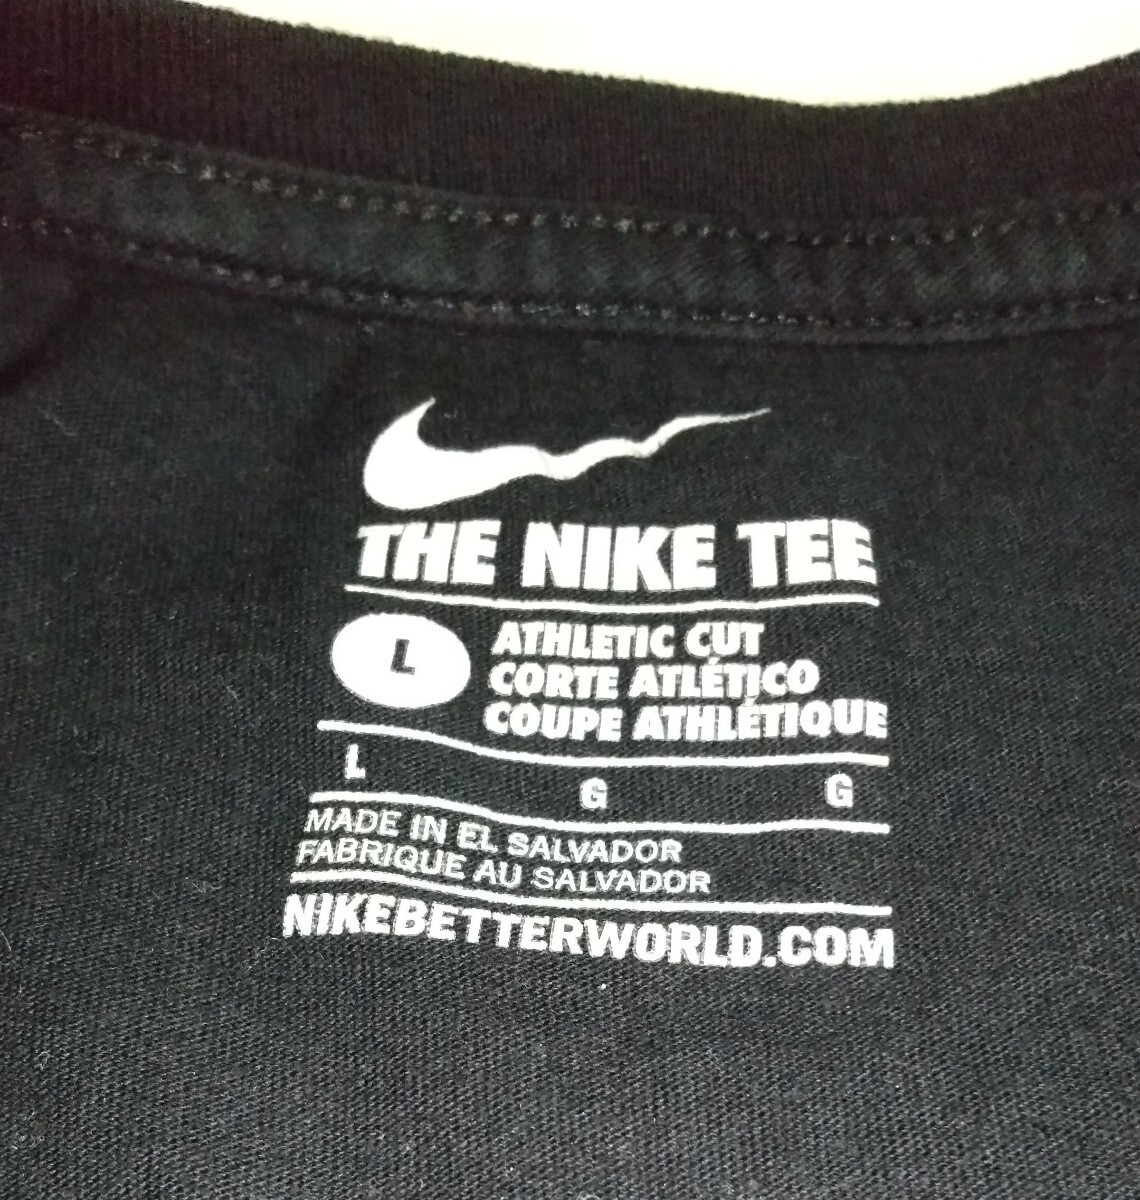 THE NIKE TEE
L
ATHLETIC CUT
CORTE ATLÉTICO
COUPE ATHLÉTIQUE
L G G
MADE IN EL SALVADOR
FABRIQUE AU SALVADOR
NIKEBETTERWORLD.COM